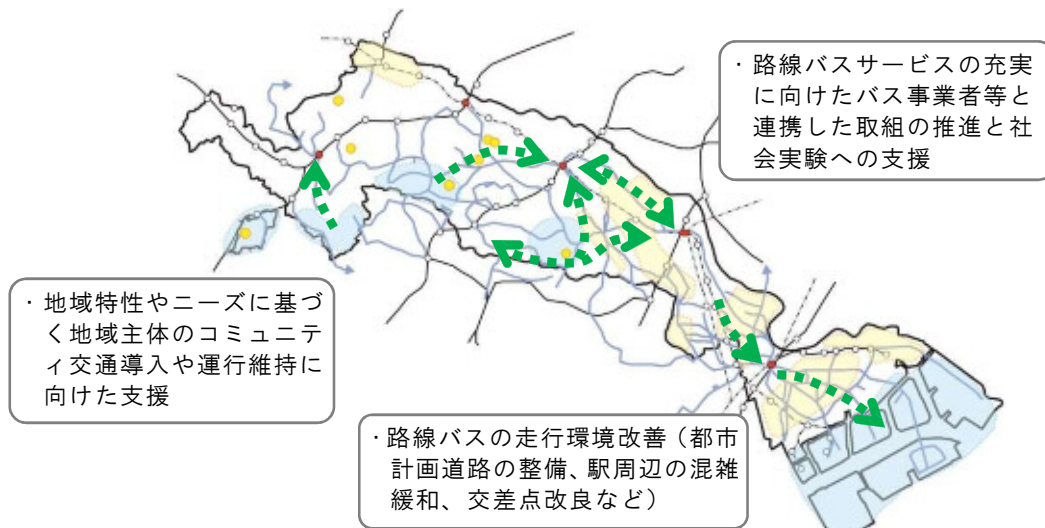 ・路線バスサービスの充実
に向けたバス事業者等と
連携した取組の推進と社
会実験への支援
・地域特性やニーズに基づ
く地域主体のコミュニテ
ィ交通導入や運行維持に
向けた支援
・路線バスの走行環境改善（都市
計画道路の整備、駅周辺の混雑
緩和、交差点改良など）